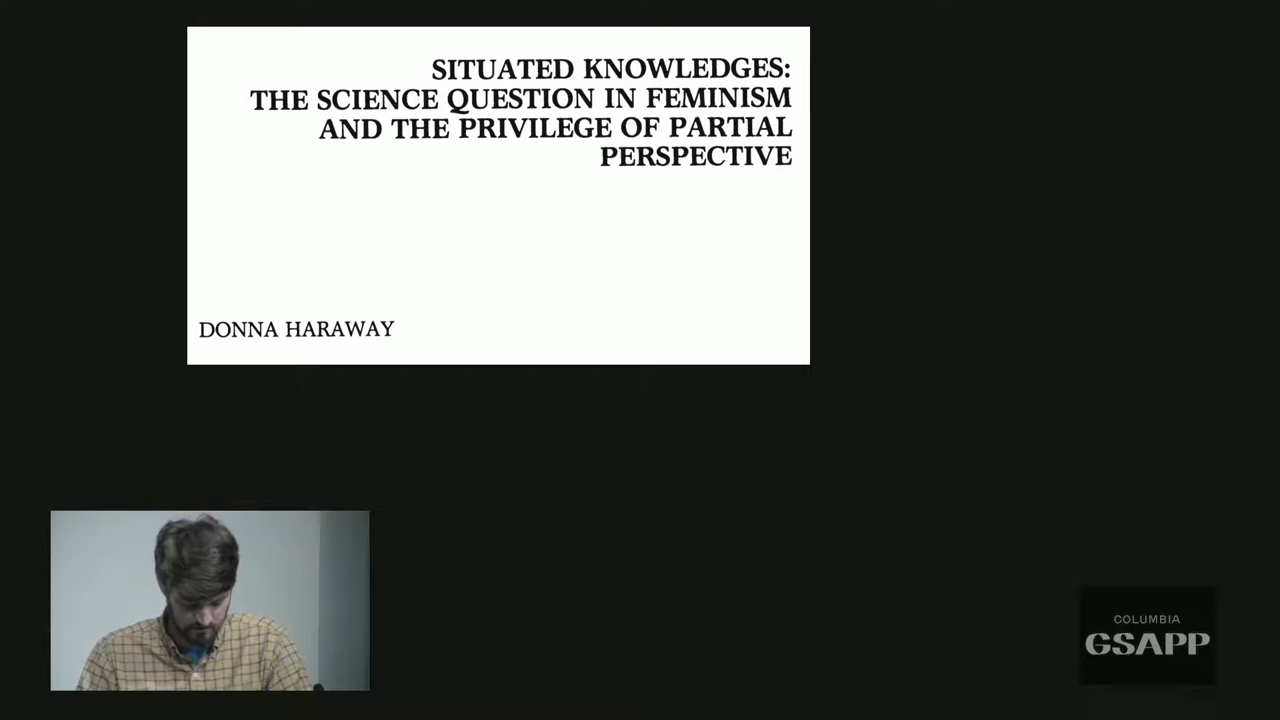 SITUATED KNOWLEDGES:
THE SCIENCE QUESTION IN FEMINISM
AND THE PRIVILEGE OF PARTIAL
PERSPECTIVE
DONNA HARAWAY
COLUMBIA
GSAPP